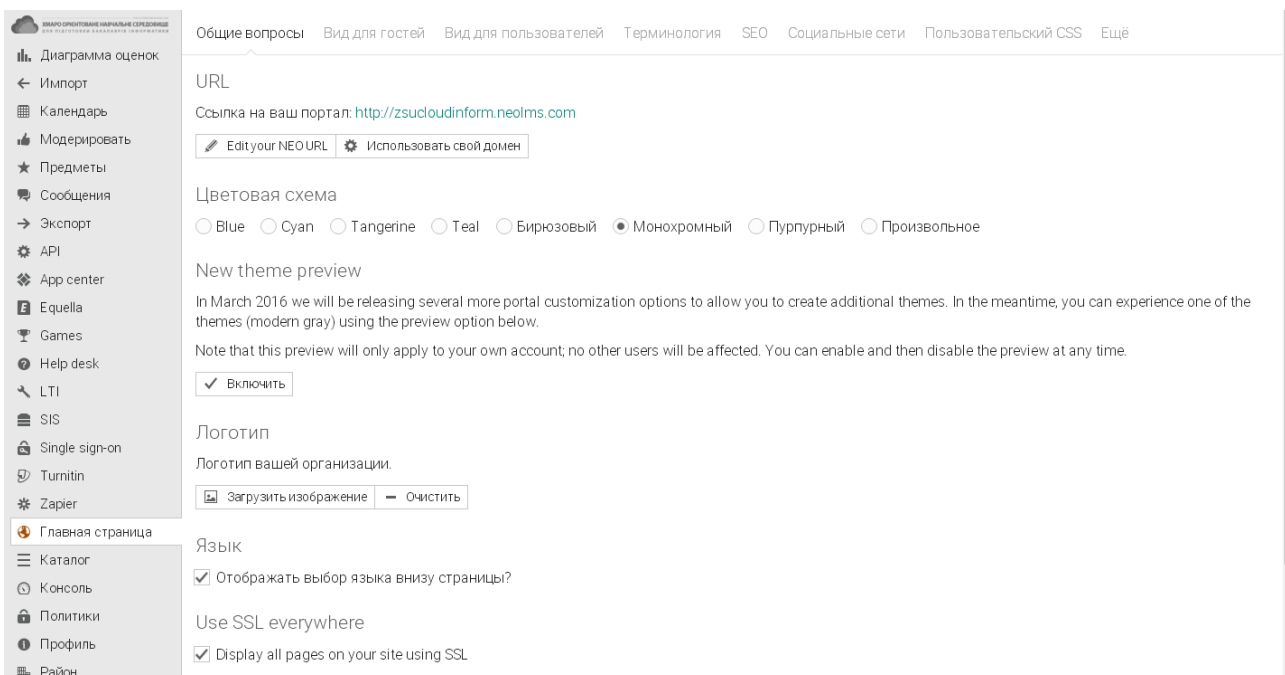 ХМАРО ОРІЄНТОВАНЕ НАВЧАЛЬНЕ СЕРЕДОВИЩЕ
ДЛЯ ПІДГОТОВКИ БАКАЛАВРІВ ІНФОРМАТИКИ
Диаграмма оценок
Импорт
Календарь
Модерировать
Предметы
Сообщения
Экспорт
API
App center
Equella
Games
Help desk
LTI
SIS
Single sign-on
Turnitin
Zapier
Главная страница
Каталог
Консоль
Политики
Профиль
Район
Общие вопросы Вид для гостей Вид для пользователей Терминология SEO Социальные сети Пользовательский CSS Ещё
URL
Ссылка на ваш портал: http://zsucloudinform.neolms.com
Edit your NEO URL Использовать свой домен
Цветовая схема
Blue Cyan Tangerine Teal Бирюзовый Монохромный Пурпурный Произвольное
New theme preview
In March 2016 we will be releasing several more portal customization options to allow you to create additional themes. In the meantime, you can experience one of the
themes (modern gray) using the preview option below.
Note that this preview will only apply to your own account; no other users will be affected. You can enable and then disable the preview at any time.
Включить
Логотип
Логотип вашей организации.
Загрузить изображение Очистить
Язык
Отображать выбор языка внизу страницы?
Use SSL everywhere
Display all pages on your site using SSL